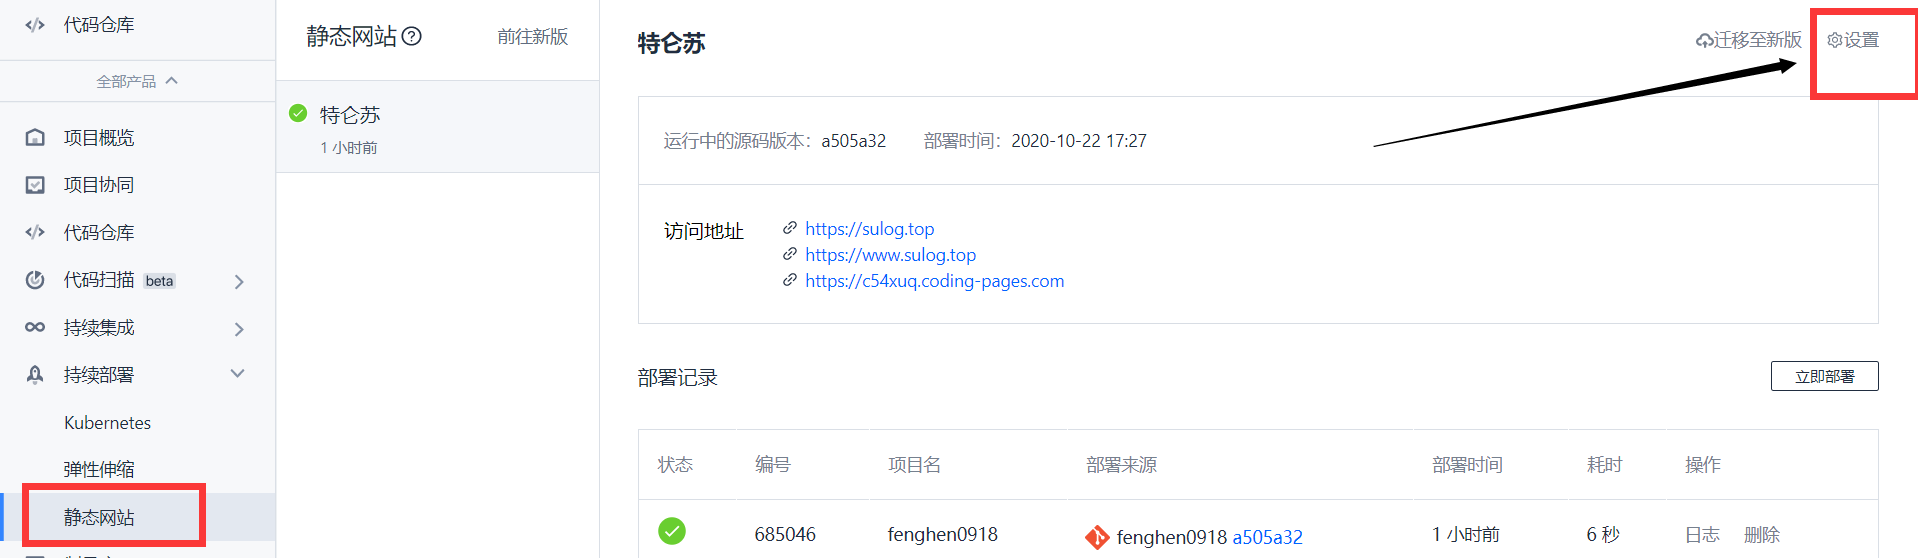 代码仓库
全部产品
项目概览
项目协同
代码仓库
代码扫描 beta
持续集成
持续部署
Kubernetes
弹性伸缩
静态网站
静态网站 前往新版
特仑苏
1 小时前
特仑苏 迁移至新版 设置
运行中的源码版本: a505a32 部署时间: 2020-10-22 17:27
访问地址 https://sulog.top
https://www.sulog.top
https://c54xuq.coding-pages.com
部署记录 立即部署
状态 编号 项目名 部署来源 部署时间 耗时 操作
685046 fenghen0918 fenghen0918 a505a32 1 小时前 6 秒 日志 删除